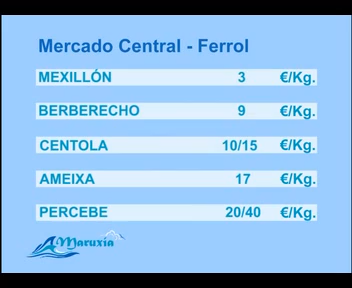 Mercado Central - Ferrol
MEXILLÓN 3 €/Kg.
BERBERECHO 9 €/Kg.
CENTOLA 10/15 €/Kg.
AMEIXA 17 €/Kg.
PERCEBE 20/40 €/Kg.
A Maruxía